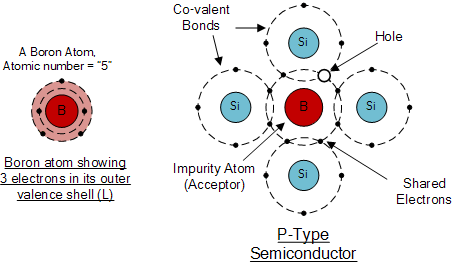 A Boron Atom,
Atomic number = "5"
B
Boron atom showing
3 electrons in its outer
valence shell (L)
Co-valent
Bonds
Si
Hole
Si
B
Si
Impurity Atom
(Acceptor)
Si
Shared
Electrons
P-Type
Semiconductor